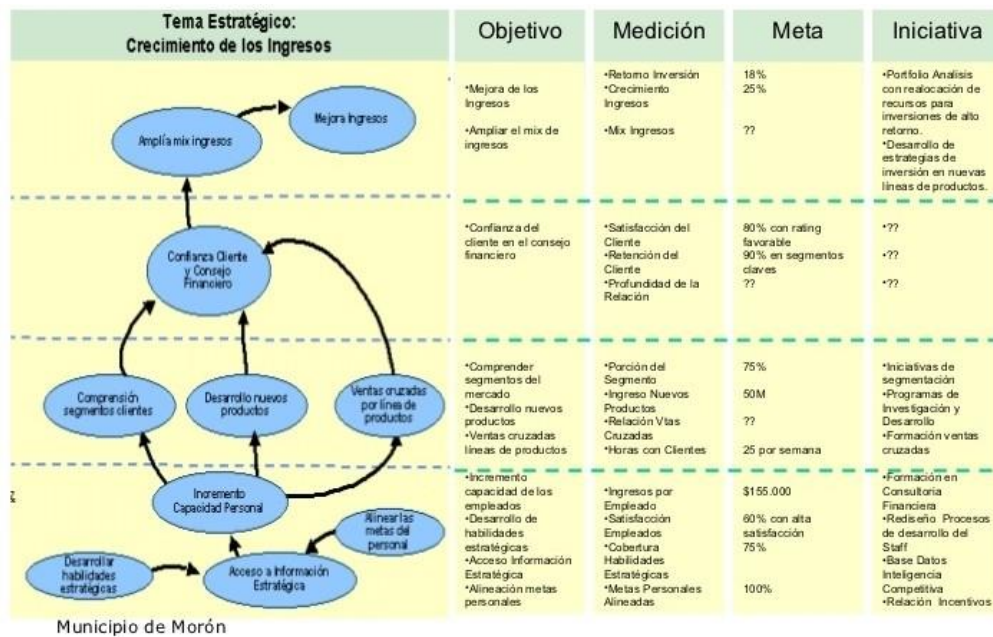 Tema Estratégico:
Crecimiento de los Ingresos
Objetivo
Medición
Meta
Iniciativa
Amplía mix ingresos
Mejora Ingresos
•Mejora de los
Ingresos
•Ampliar el mix de
ingresos
•Retorno Inversión
•Crecimiento
Ingresos
•Mix Ingresos
18%
25%
??
•Portfolio Analisis
con realocación de
recursos para
inversiones de alto
retorno.
•Desarrollo de
estrategias de
inversión en nuevas
líneas de productos.
Confianza Cliente
y Consejo
Financiero
•Confianza del
cliente en el consejo
financiero
•Satisfacción del
Cliente
•Retención del
Cliente
•Profundidad de la
Relación
80% con rating
favorable
90% en segmentos
claves
??
•??
•??
•??
Comprensión
segmentos clientes
Desarrollo nuevos
productos
Ventas cruzadas
por línea de
productos
•Comprender
segmentos del
mercado
•Desarrollo nuevos
productos
•Ventas cruzadas
líneas de productos
•Porción del
Segmento
•Ingreso Nuevos
Productos
•Relación Vtas
Cruzadas
•Horas con Clientes
75%
50M
??
25 por semana
•Iniciativas de
segmentación
•Programas de
Investigación y
Desarrollo
•Formación ventas
cruzadas
Incremento
Capacidad Personal
Alinear las
metas del
personal
Desarrollar
habilidades
estratégicas
Acceso a Información
Estratégica
•Incremento
capacidad de los
empleados
•Desarrollo de
habilidades
estratégicas
•Acceso Información
Estratégica
•Alineación metas
personales
•Ingresos por
Empleado
•Satisfacción
Empleados
•Cobertura
Habilidades
Estratégicas
•Metas Personales
Alineadas
$155.000
60% con alta
satisfacción
75%
100%
•Formación en
Consultoria
Financiera
•Rediseño Procesos
de desarrollo del
Staff
•Base Datos
Inteligencia
Competitiva
•Relación Incentivos
Municipio de Morón